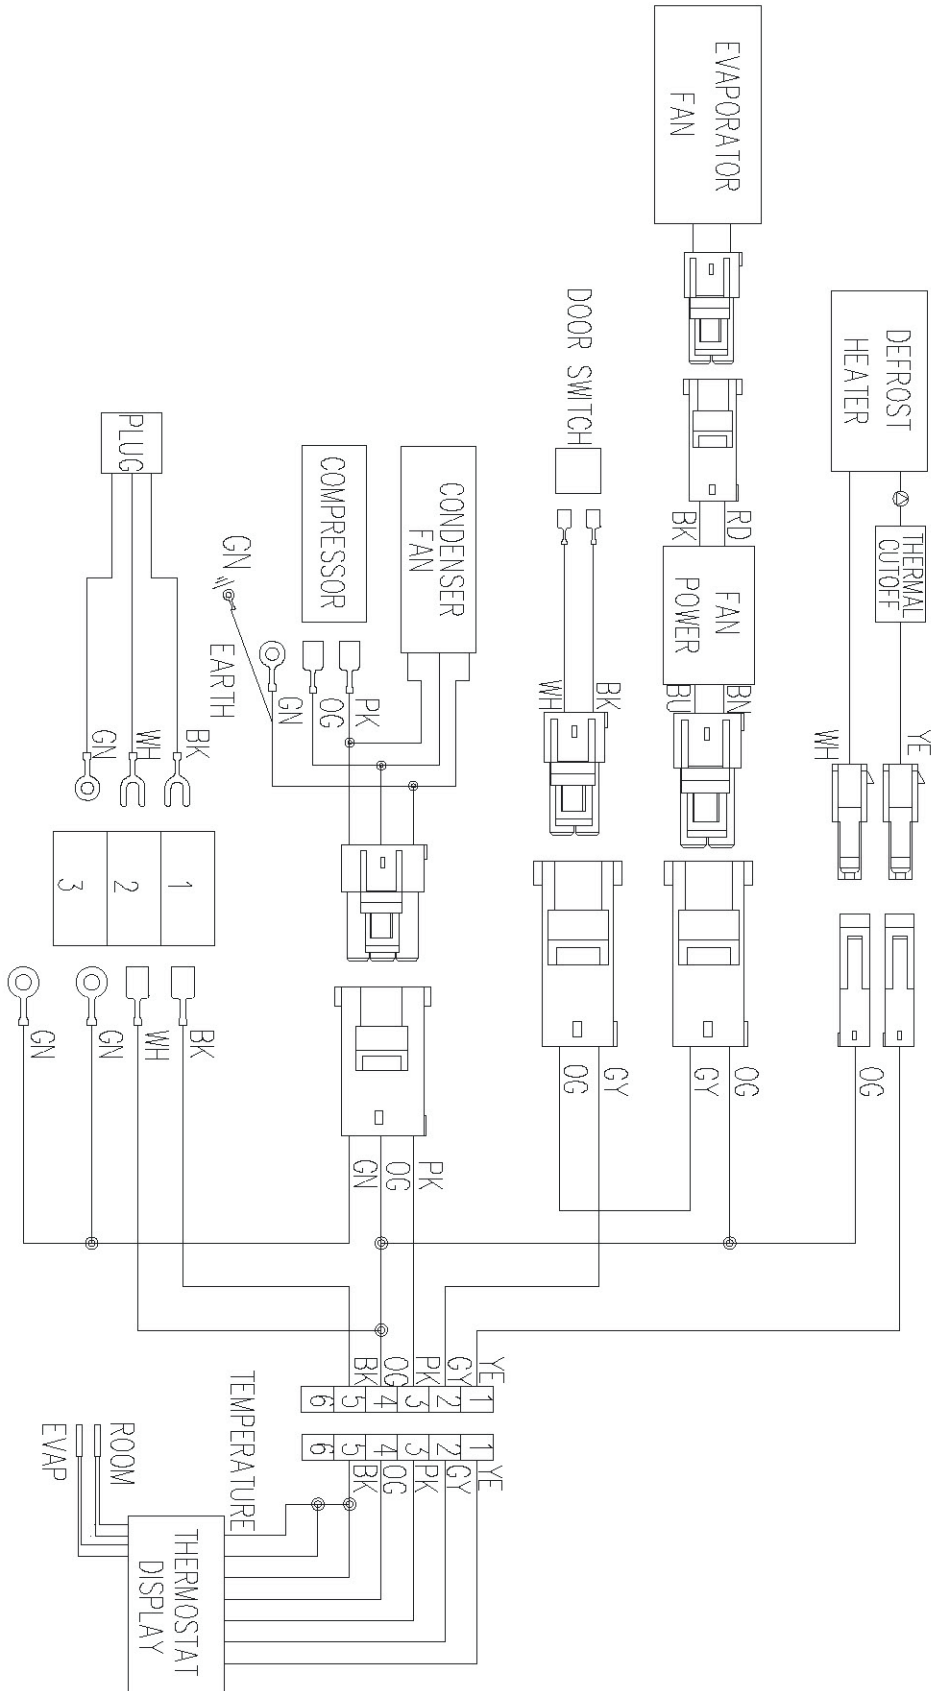 EVAPORATOR
FAN
DEFROST
HEATER
THERMAL
CUTOFF
DOOR SWITCH
RD
BK
FAN
POWER
BN
BU
YE
WH
BK
WH
CONDENSER
FAN
COMPRESSOR
PK
OG
GN
GN
EARTH
PLUG
BK
WH
GN
1
2
3
BK
WH
GN
GN
OG
OG
GY
GY
OG
PK
OG
GN
YE
GY
PK
OG
BK
1
2
3
4
5
6
1
2
3
4
5
6
YE
GY
PK
OG
BK
TEMPERATURE
ROOM
EVAP
THERMOSTAT
DISPLAY